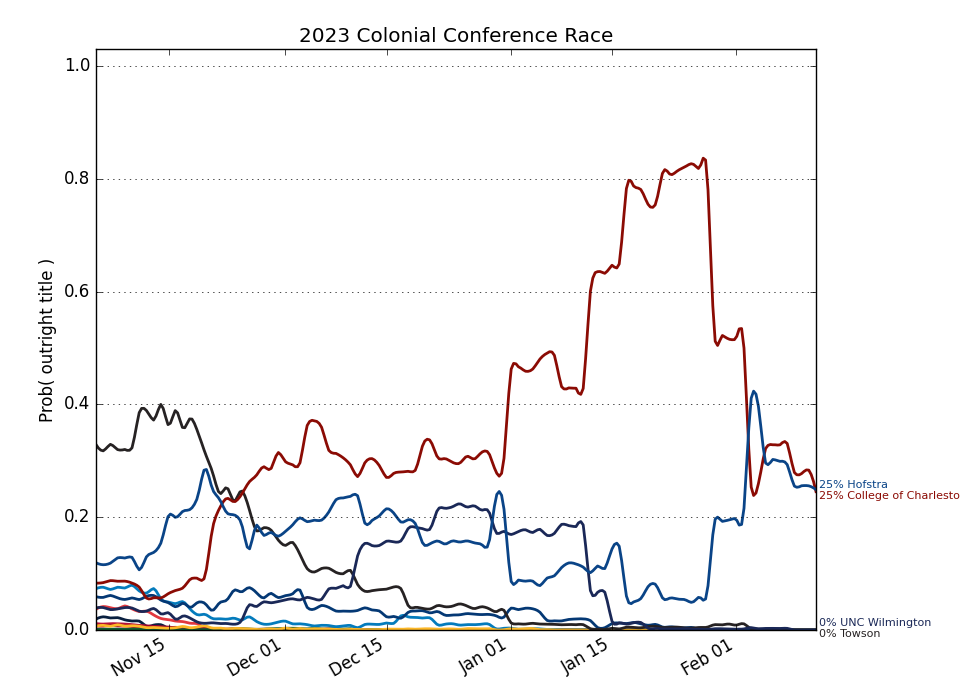 2023 Colonial Conference Race
Prob( outright title )
1.0
0.8
0.6
0.4
0.2
0.0
25% Hofstra
25% College of Charlesto
0% UNC Wilmington
0% Towson
Nov 15
Dec 01
Dec 15
Jan 01
Jan 15
Feb 01